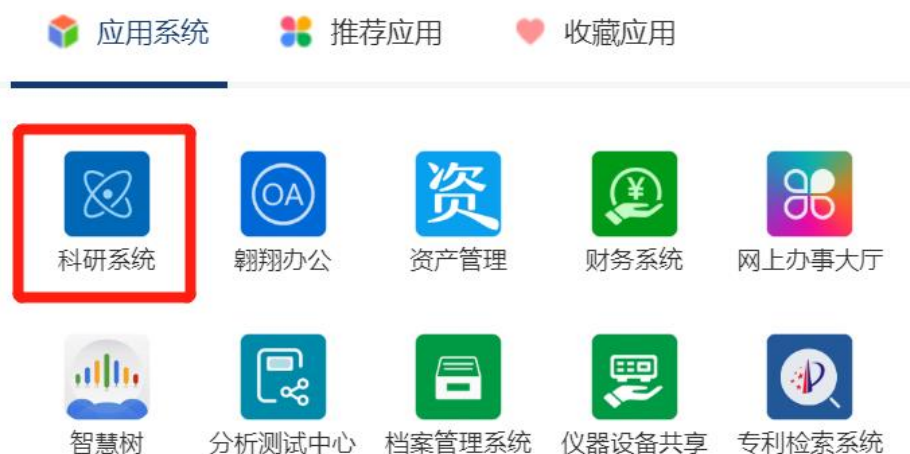 应用系统 推荐应用 收藏应用
OA 资 ¥
科研系统 翱翔办公 资产管理 财务系统 网上办事大厅
智慧树 分析测试中心 档案管理系统 仪器设备共享 专利检索系统